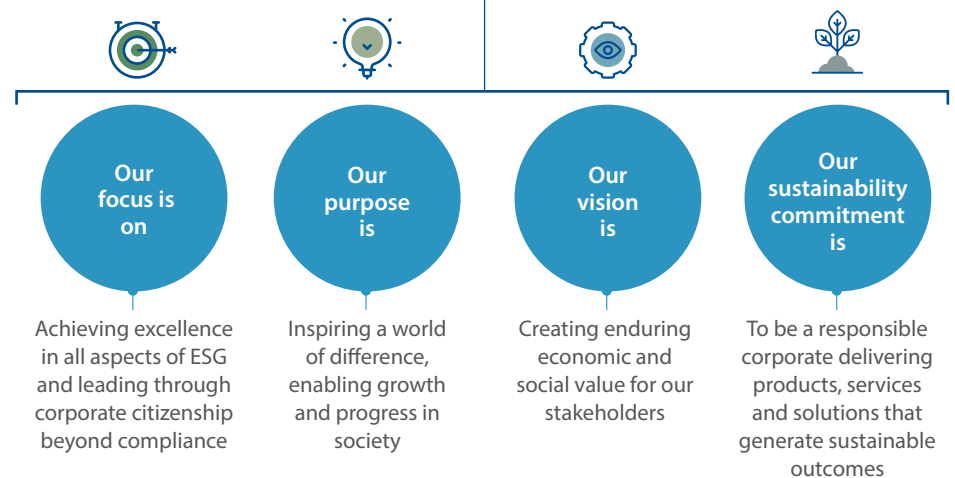 Our
focus is
on
Achieving excellence
in all aspects of ESG
and leading through
corporate citizenship
beyond compliance
Our
purpose
is
Inspiring a world
of difference,
enabling growth
and progress in
society
Our
vision
is
Creating enduring
economic and
social value for our
stakeholders
Our
sustainability
commitment
is
To be a responsible
corporate delivering
products, services
and solutions that
generate sustainable
outcomes